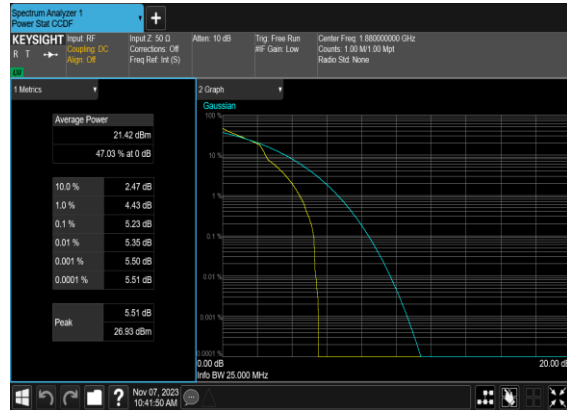 Spectrum Analyzer 1
Power Stat CCDF
+
KEYSIGHT
R T
Input: RF
Coupling: DC
Align: Off
Input Z: 50 Ω
Corrections: Off
Freq Ref: Int (S)
Atten: 10 dB
Trig: Free Run
#IF Gain: Low
Center Freq: 1.880000000 GHz
Counts: 1.00 M/1.00 Mpt
Radio Std: None
1 Metrics
Average Power
21.42 dBm
47.03 % at 0 dB
10.0 % 2.47 dB
1.0 % 4.43 dB
0.1 % 5.23 dB
0.01 % 5.35 dB
0.001 % 5.50 dB
0.0001 % 5.51 dB
Peak
5.51 dB
26.93 dBm
2 Graph
Gaussian
100 %
10 %
1 %
0.1 %
0.01 %
0.001 %
0.0001 %
0.00 dB
20.00 dB
Info BW 25.000 MHz
?
Nov 07, 2023
10:41:50 AM